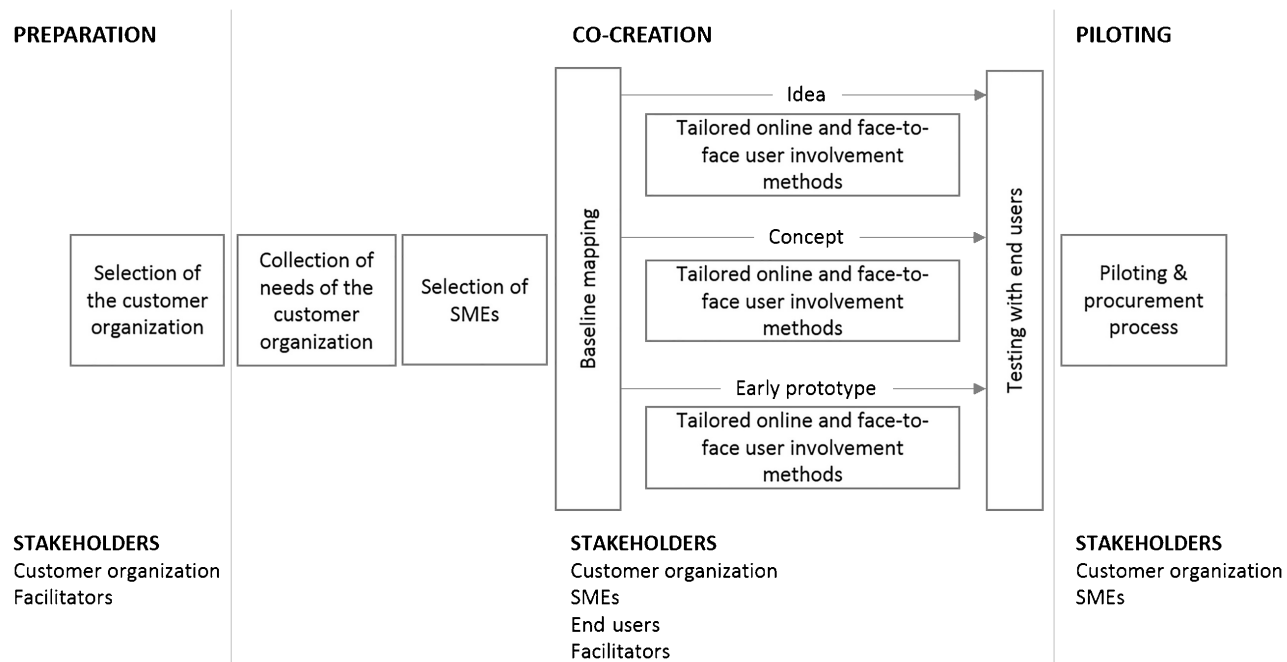 PREPARATION
CO-CREATION
PILOTING
Selection of
the customer
organization
Collection of
needs of the
customer
organization
Selection of
SMEs
Baseline mapping
Idea
Tailored online and face-to-
face user involvement
methods
Concept
Tailored online and face-to-
face user involvement
methods
Early prototype
Tailored online and face-to-
face user involvement
methods
Testing with end users
Piloting &
procurement
process
STAKEHOLDERS
Customer organization
Facilitators
STAKEHOLDERS
Customer organization
SMEs
End users
Facilitators
STAKEHOLDERS
Customer organization
SMEs